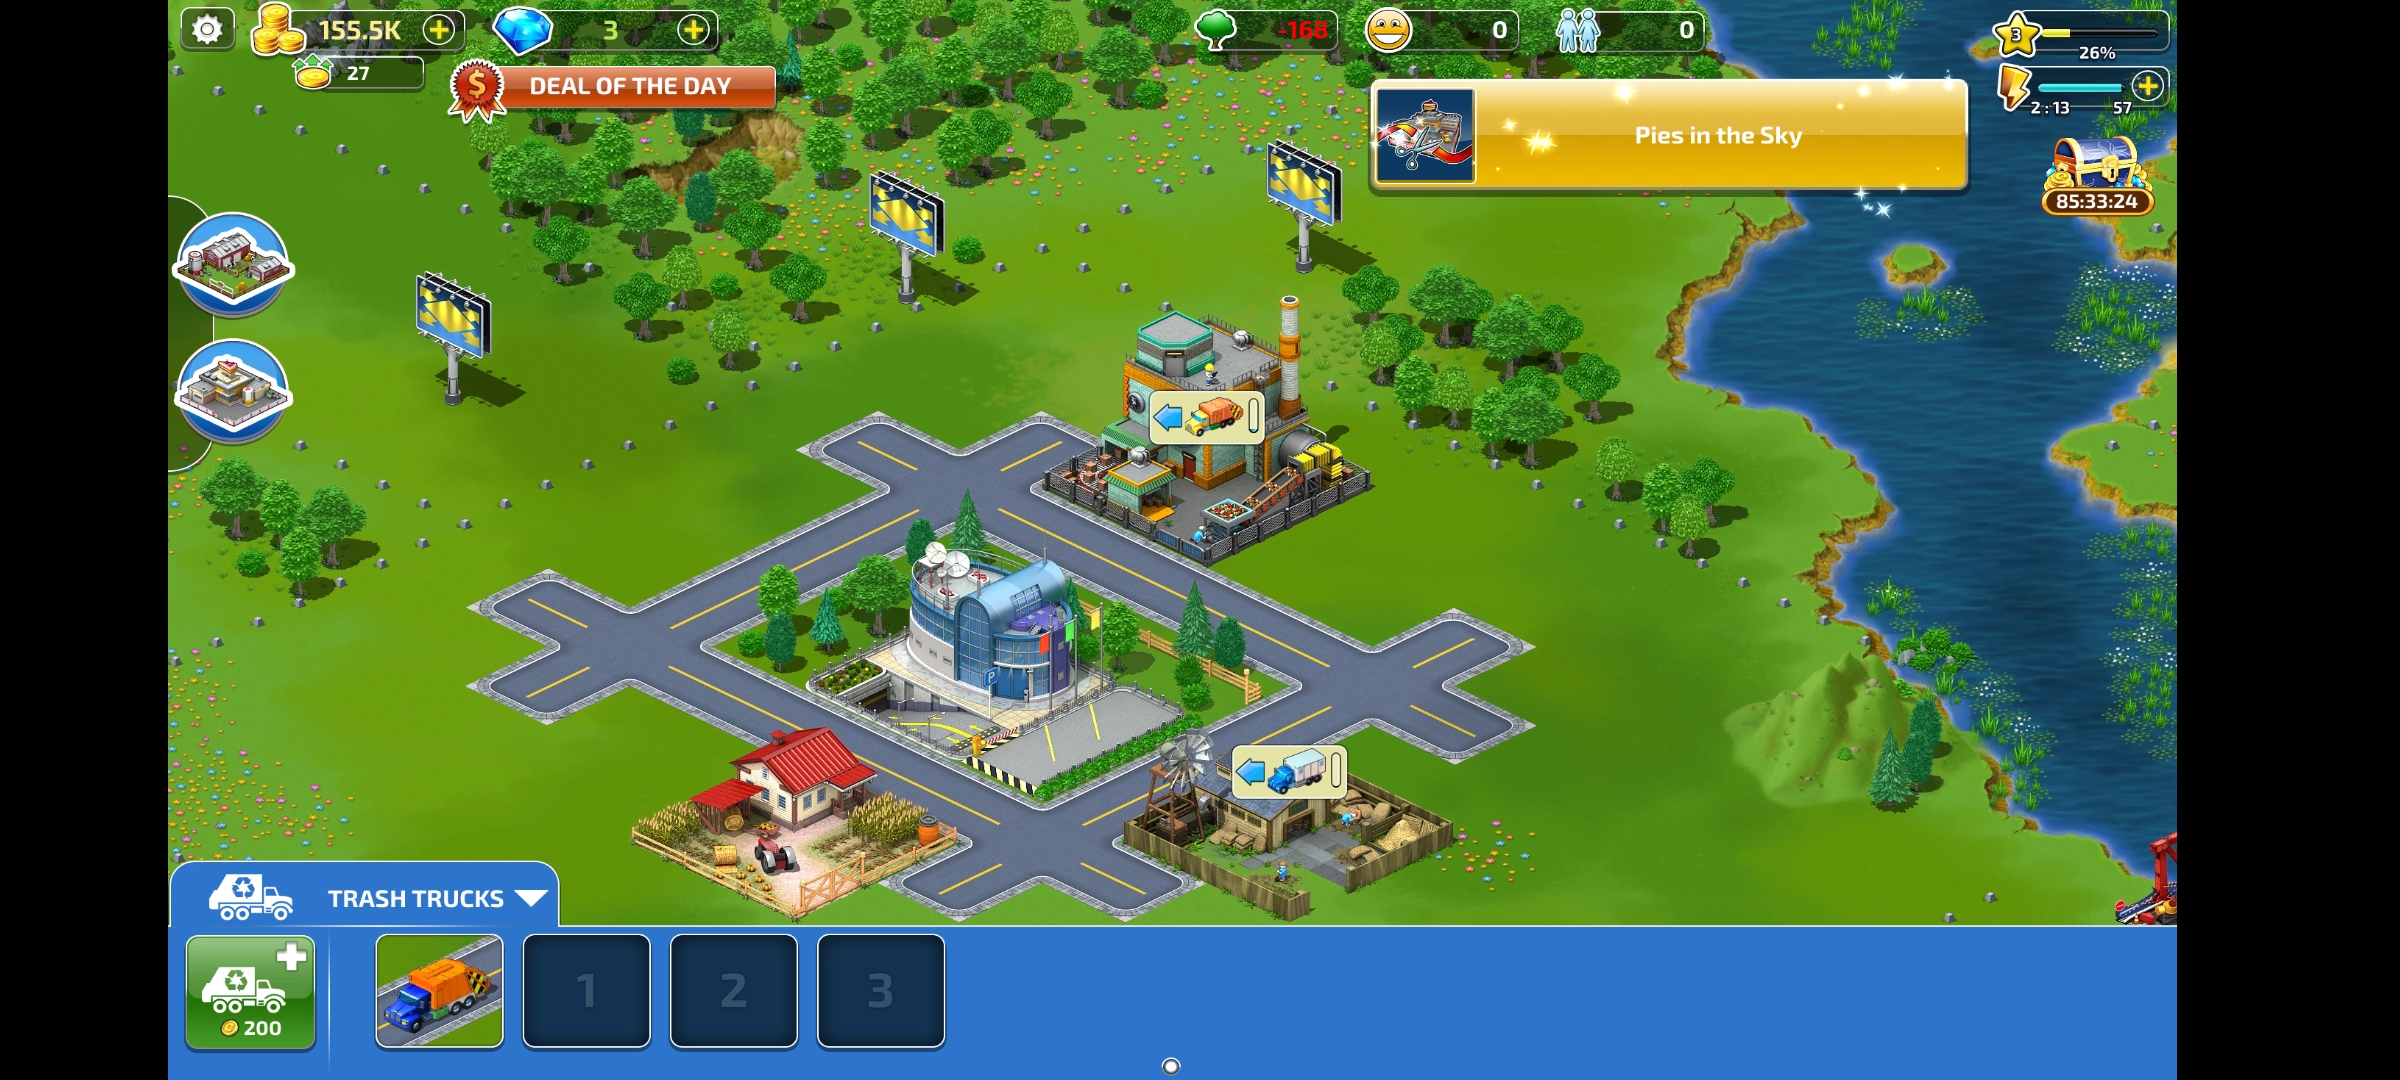 155.5K
3
-168
0
0
3
26%
27
DEAL OF THE DAY
2:13
57
Pies in the Sky
85:33:24
P
TRASH TRUCKS
200
1
2
3